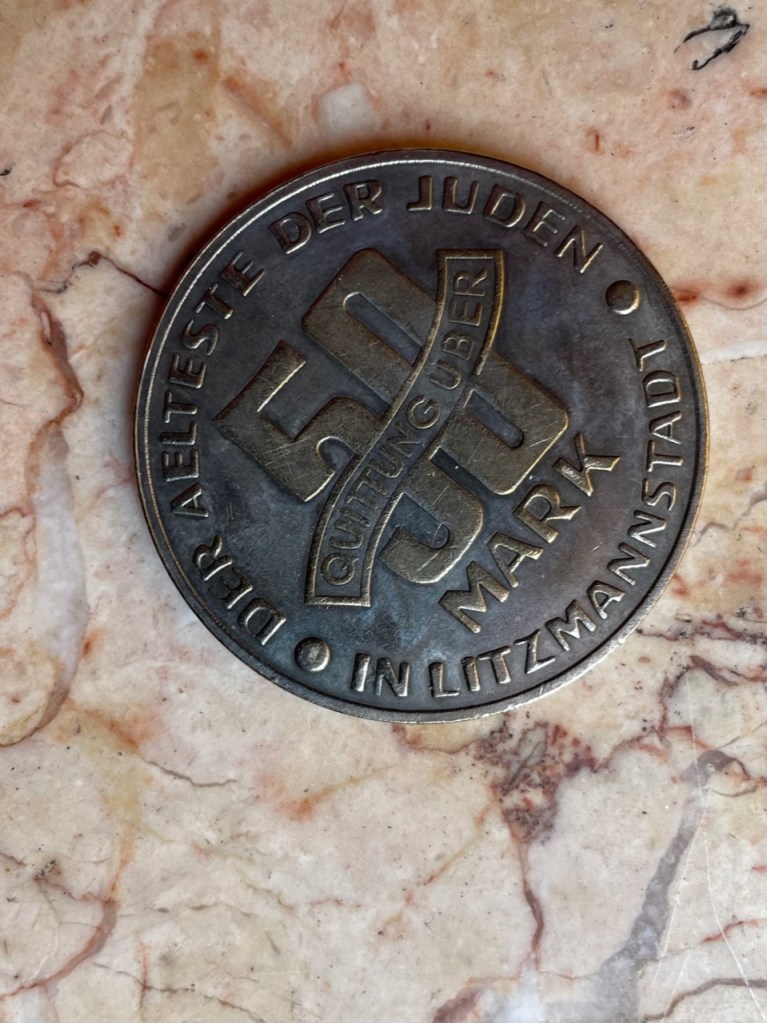 DER AELTESTE DER JUDEN
50
QUITTUNG ÜBER
MARK
IN LITZMANNSTADT